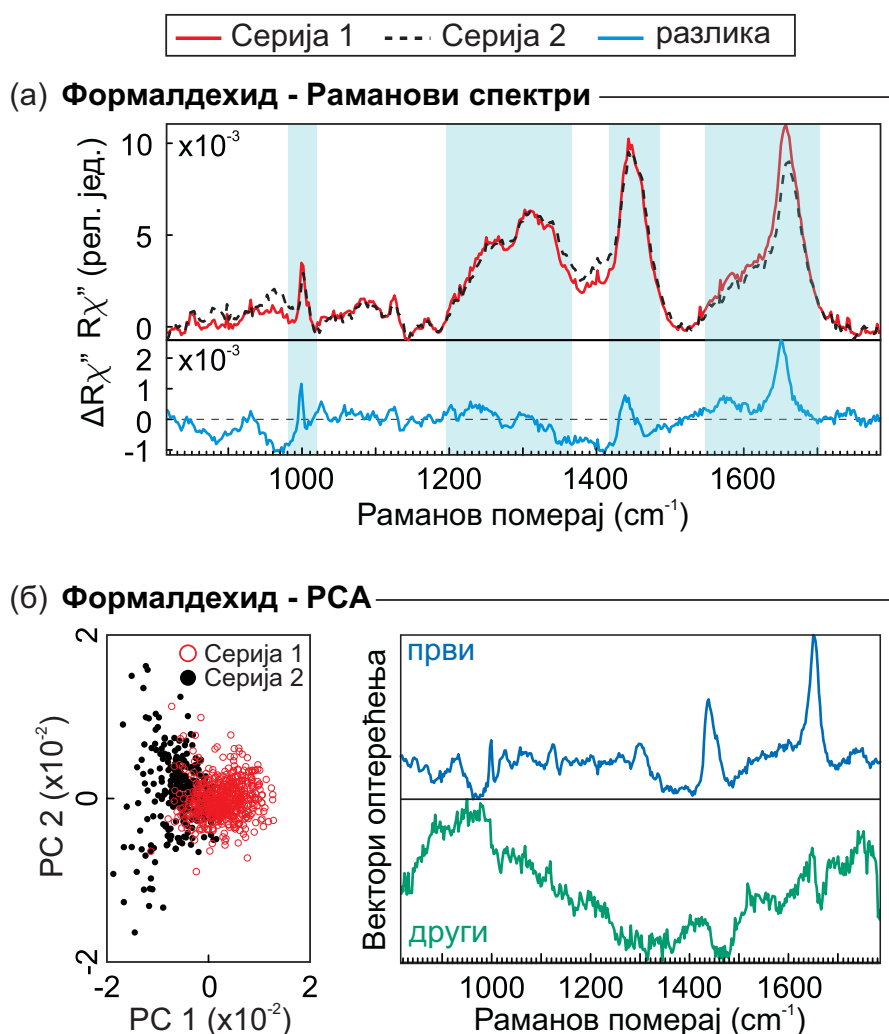 Серија 1 Серија 2 разлика
(а) Формалдехид - Раманови спектри
x10⁻³
10
5
0
Rχ” (рел. јед.)
x10⁻³
2
1
0
-1
ΔRχ”
1000 1200 1400 1600
Раманов померај (cm⁻¹)
(б) Формалдехид - PCA
Серија 1
Серија 2
2
0
-2
PC 2 (x10⁻²)
-2 0 2
PC 1 (x10⁻²)
Вектори оптерећења
први
други
1000 1200 1400 1600
Раманов померај (cm⁻¹)